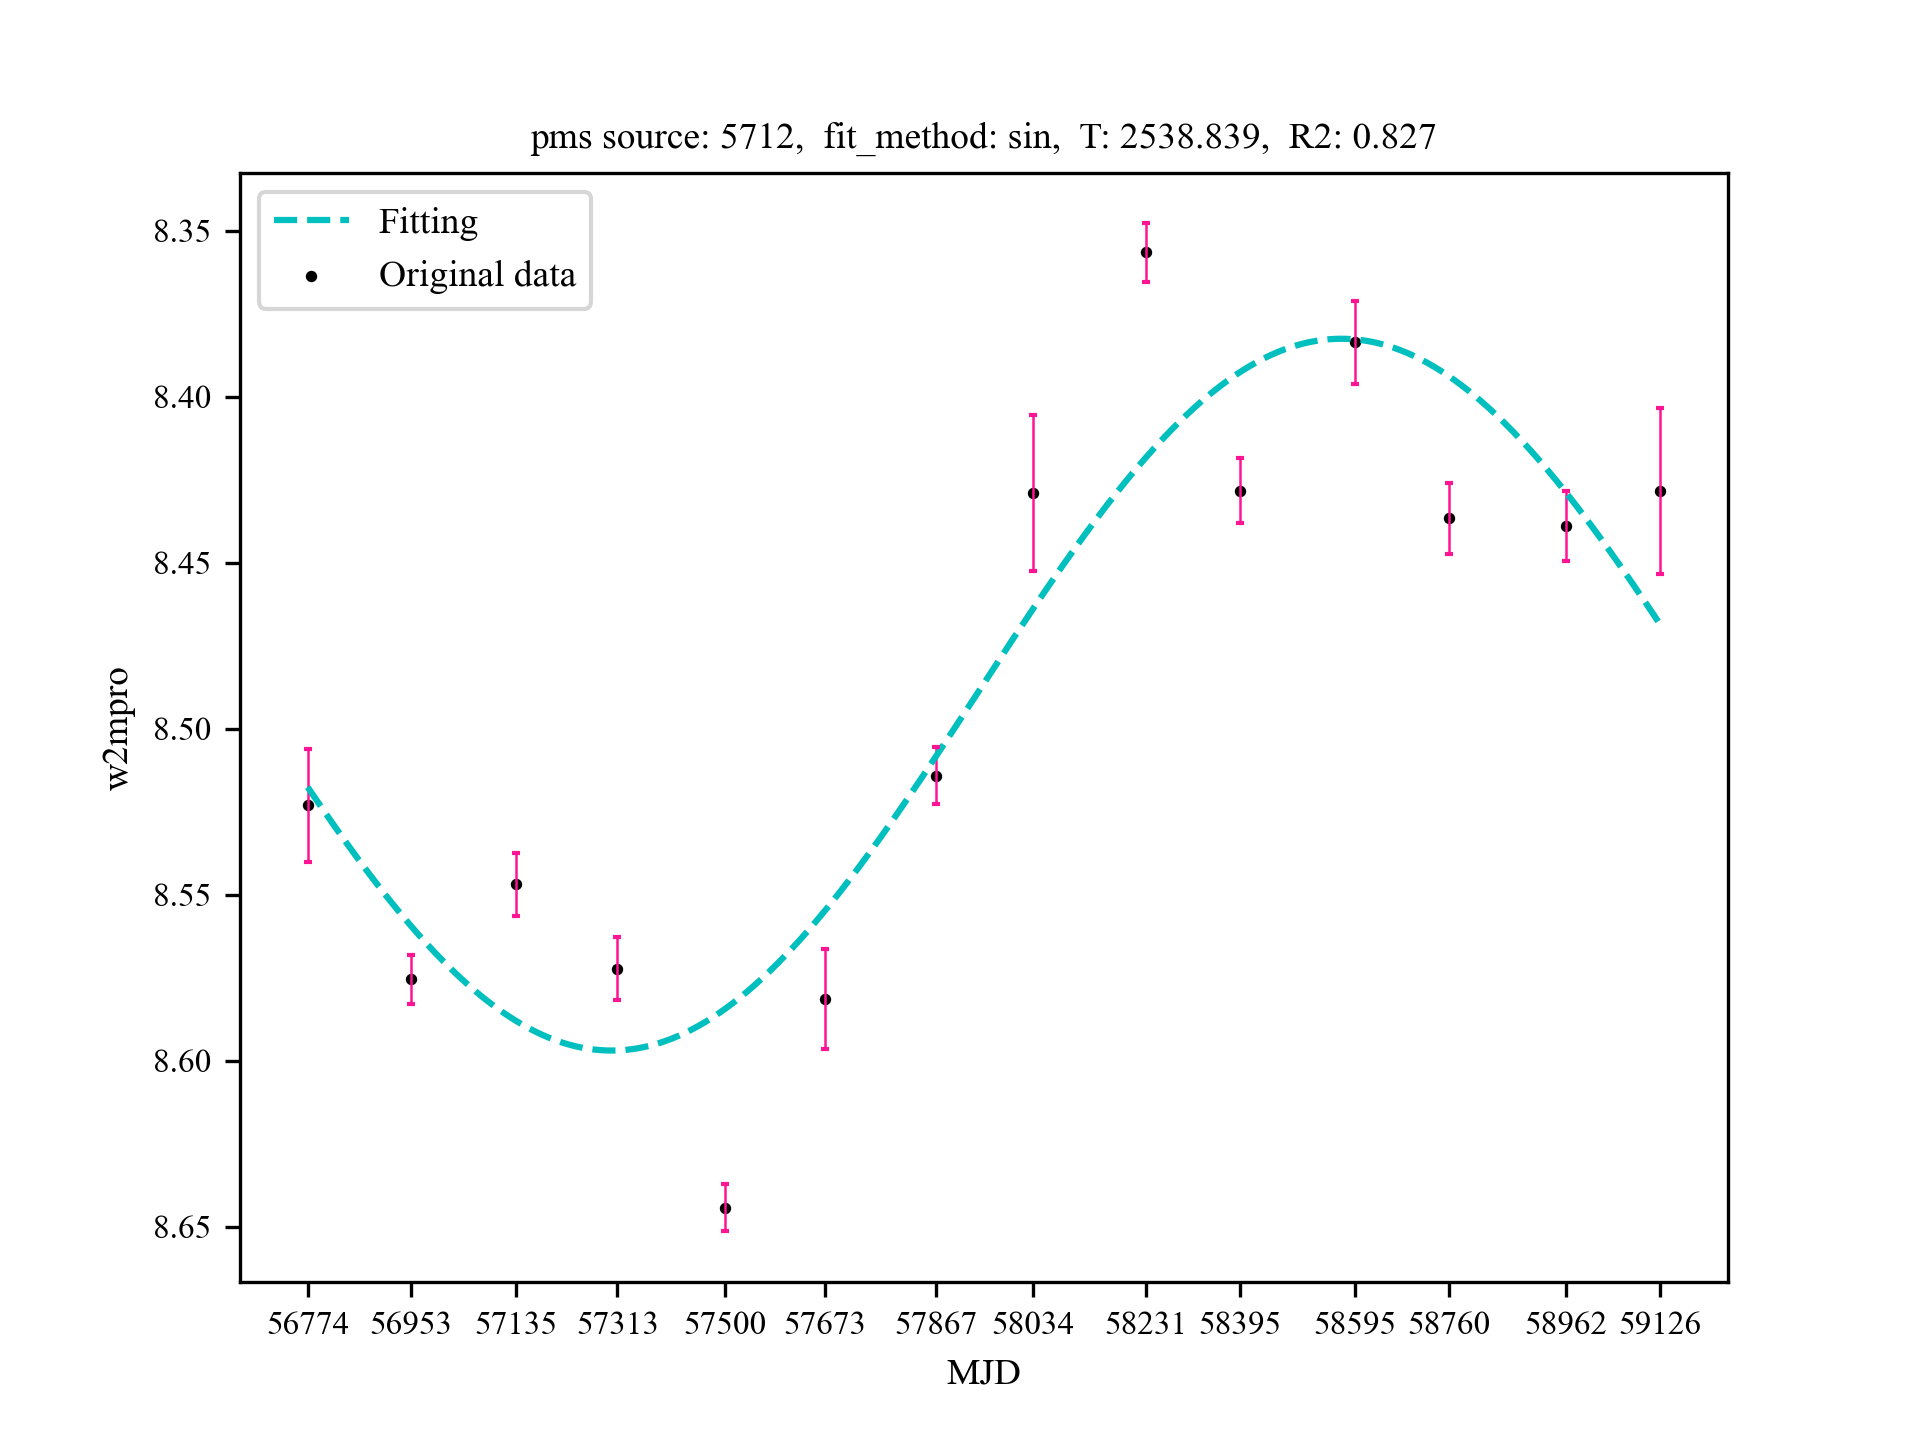 pms source: 5712,  fit_method: sin,  T: 2538.839,  R2: 0.827
Fitting
Original data
8.35
8.40
8.45
8.50
8.55
8.60
8.65
w2mpro
56774 56953 57135 57313 57500 57673 57867 58034 58231 58395 58595 58760 58962 59126
MJD